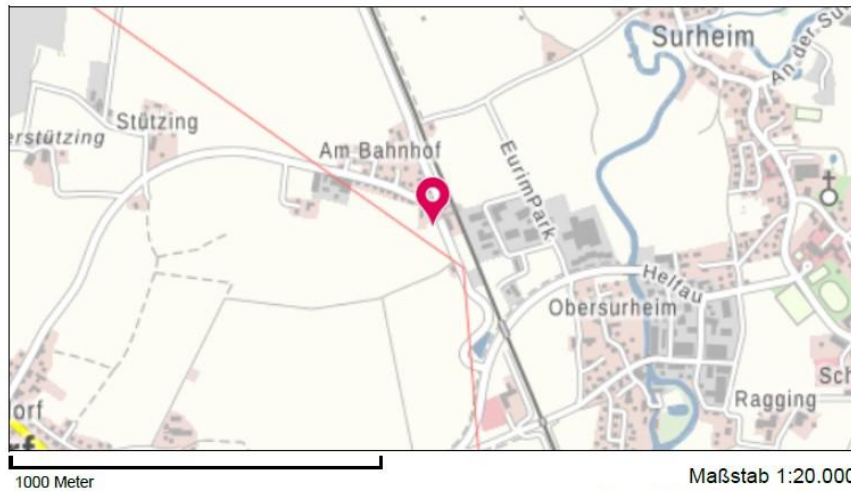 Surheim
An der Su
Stützing
erstützing
Am Bahnhof
EurimPark
Helfau
Obersurheim
Sch
Ragging
orf
rf
1000 Meter
Maßstab 1:20.000